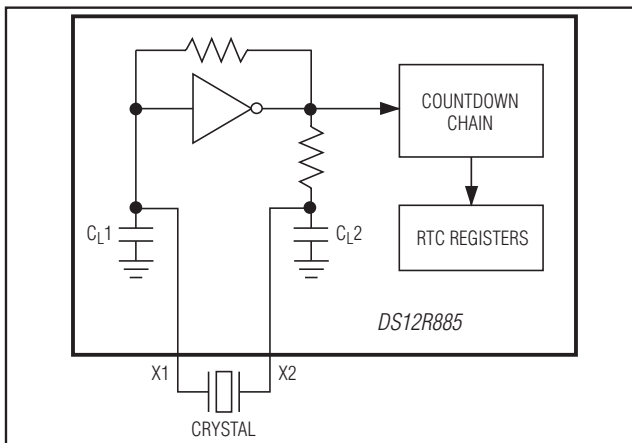 COUNTDOWN
CHAIN
CL1
CL2
RTC REGISTERS
DS12R885
X1
X2
CRYSTAL